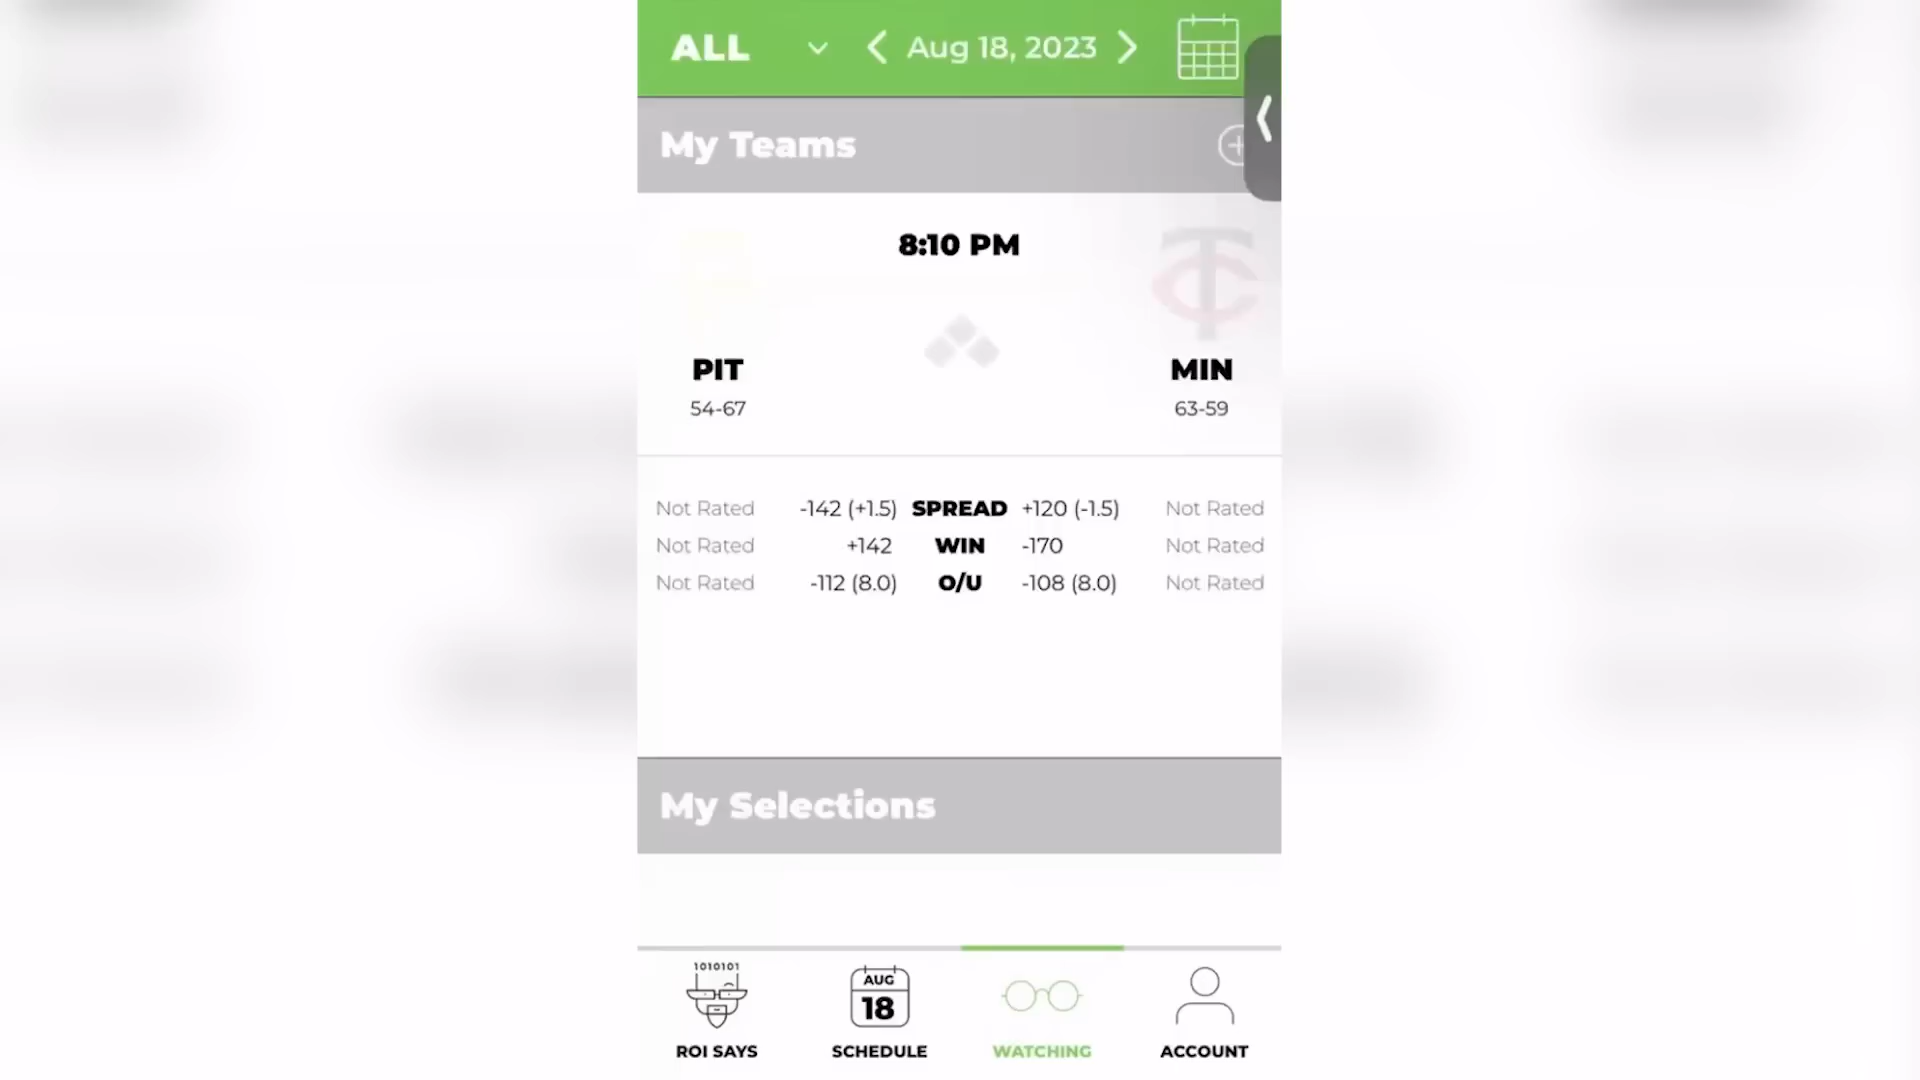 ALL
Aug 18, 2023
My Teams
8:10 PM
PIT
MIN
54-67
63-59
Not Rated -142 (+1.5) SPREAD +120 (-1.5) Not Rated
Not Rated +142 WIN -170 Not Rated
Not Rated -112 (8.0) O/U -108 (8.0) Not Rated
My Selections
1010101
AUG
18
ROI SAYS
SCHEDULE
WATCHING
ACCOUNT